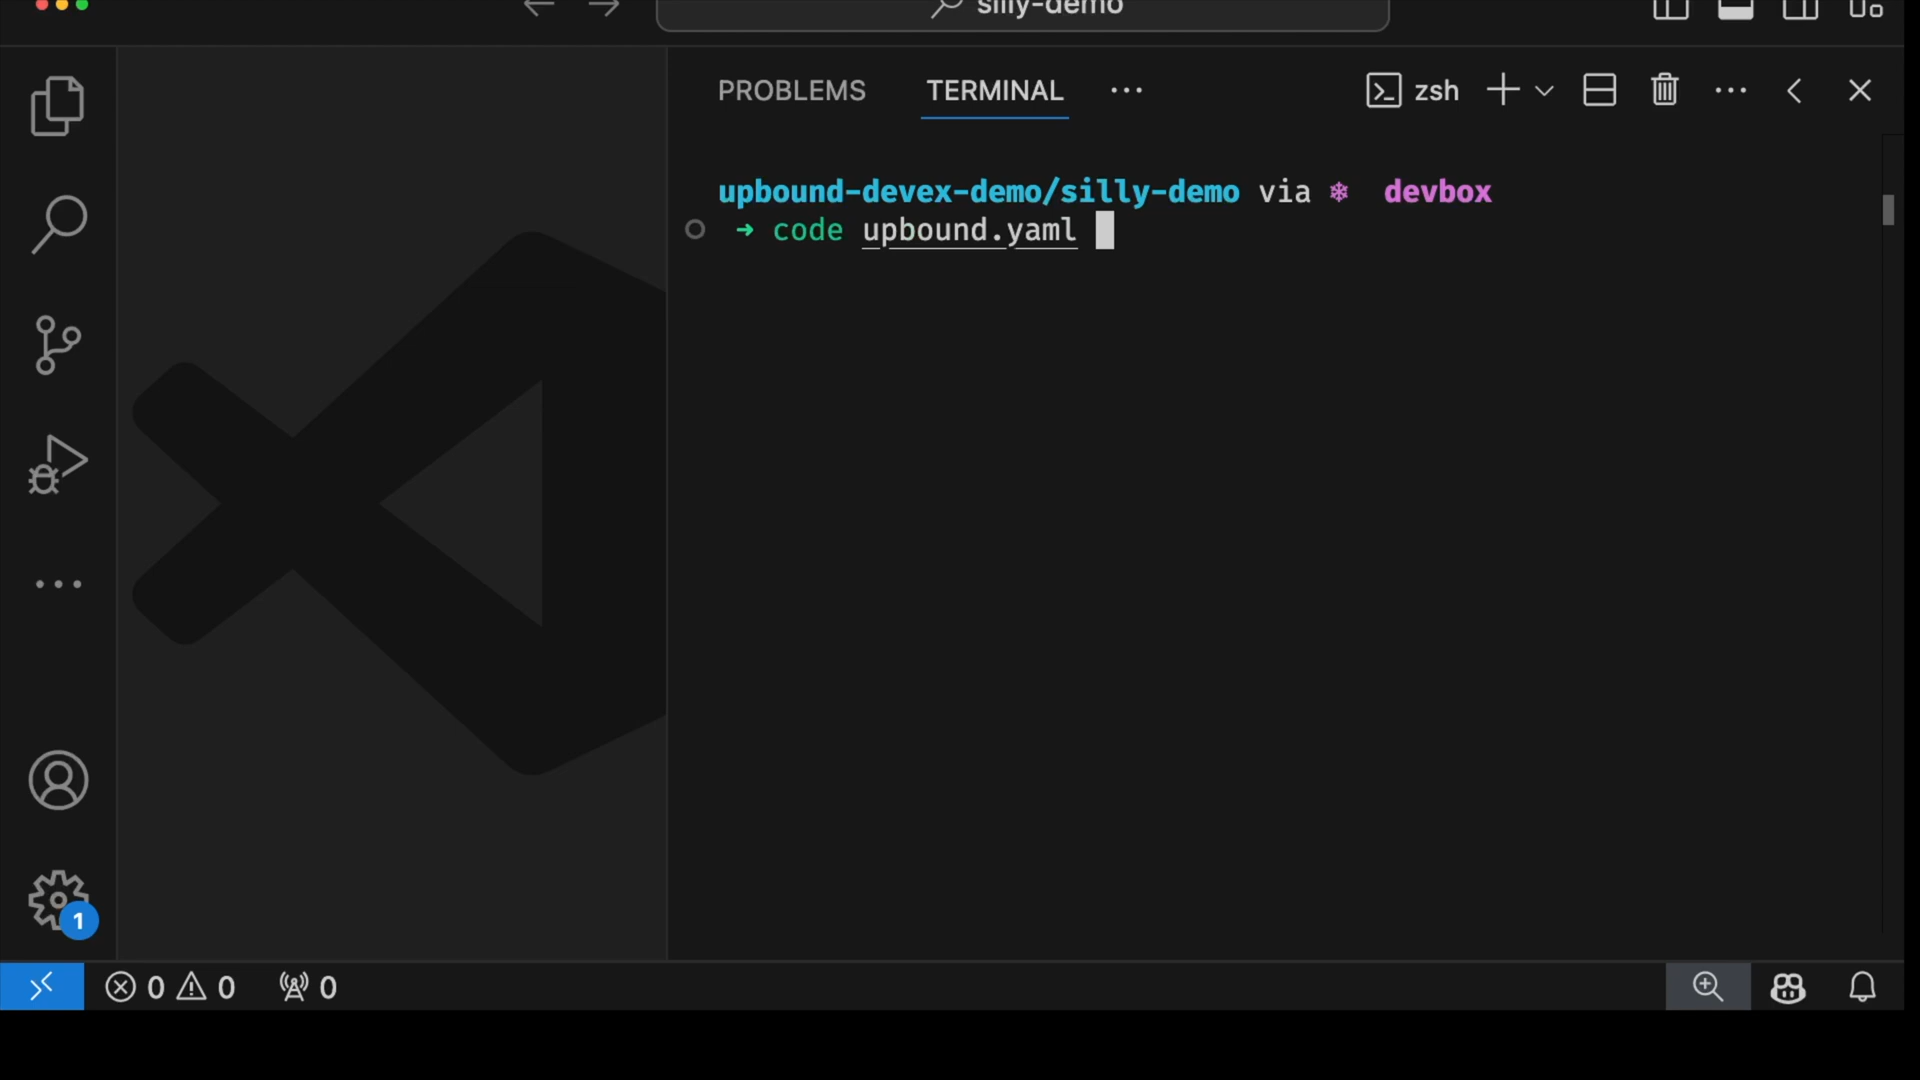 silly-demo
PROBLEMS TERMINAL
zsh
upbound-devex-demo/silly-demo via ❄ devbox
➜ code upbound.yaml
1
0 0 0